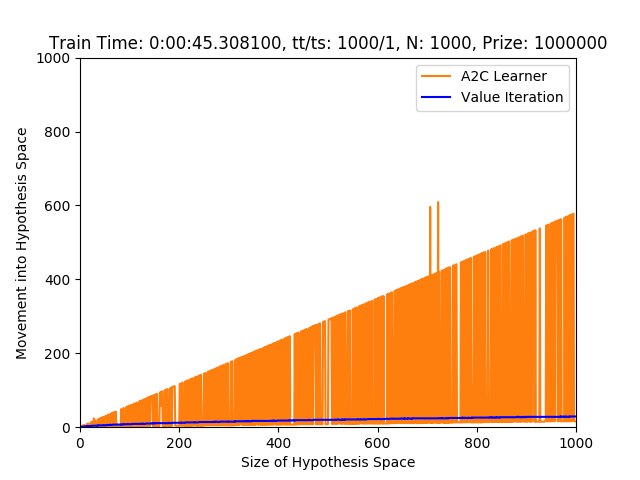 Train Time: 0:00:45.308100, tt/ts: 1000/1, N: 1000, Prize: 1000000
1000
800
600
400
200
0
Movement into Hypothesis Space
A2C Learner
Value Iteration
0 200 400 600 800 1000
Size of Hypothesis Space